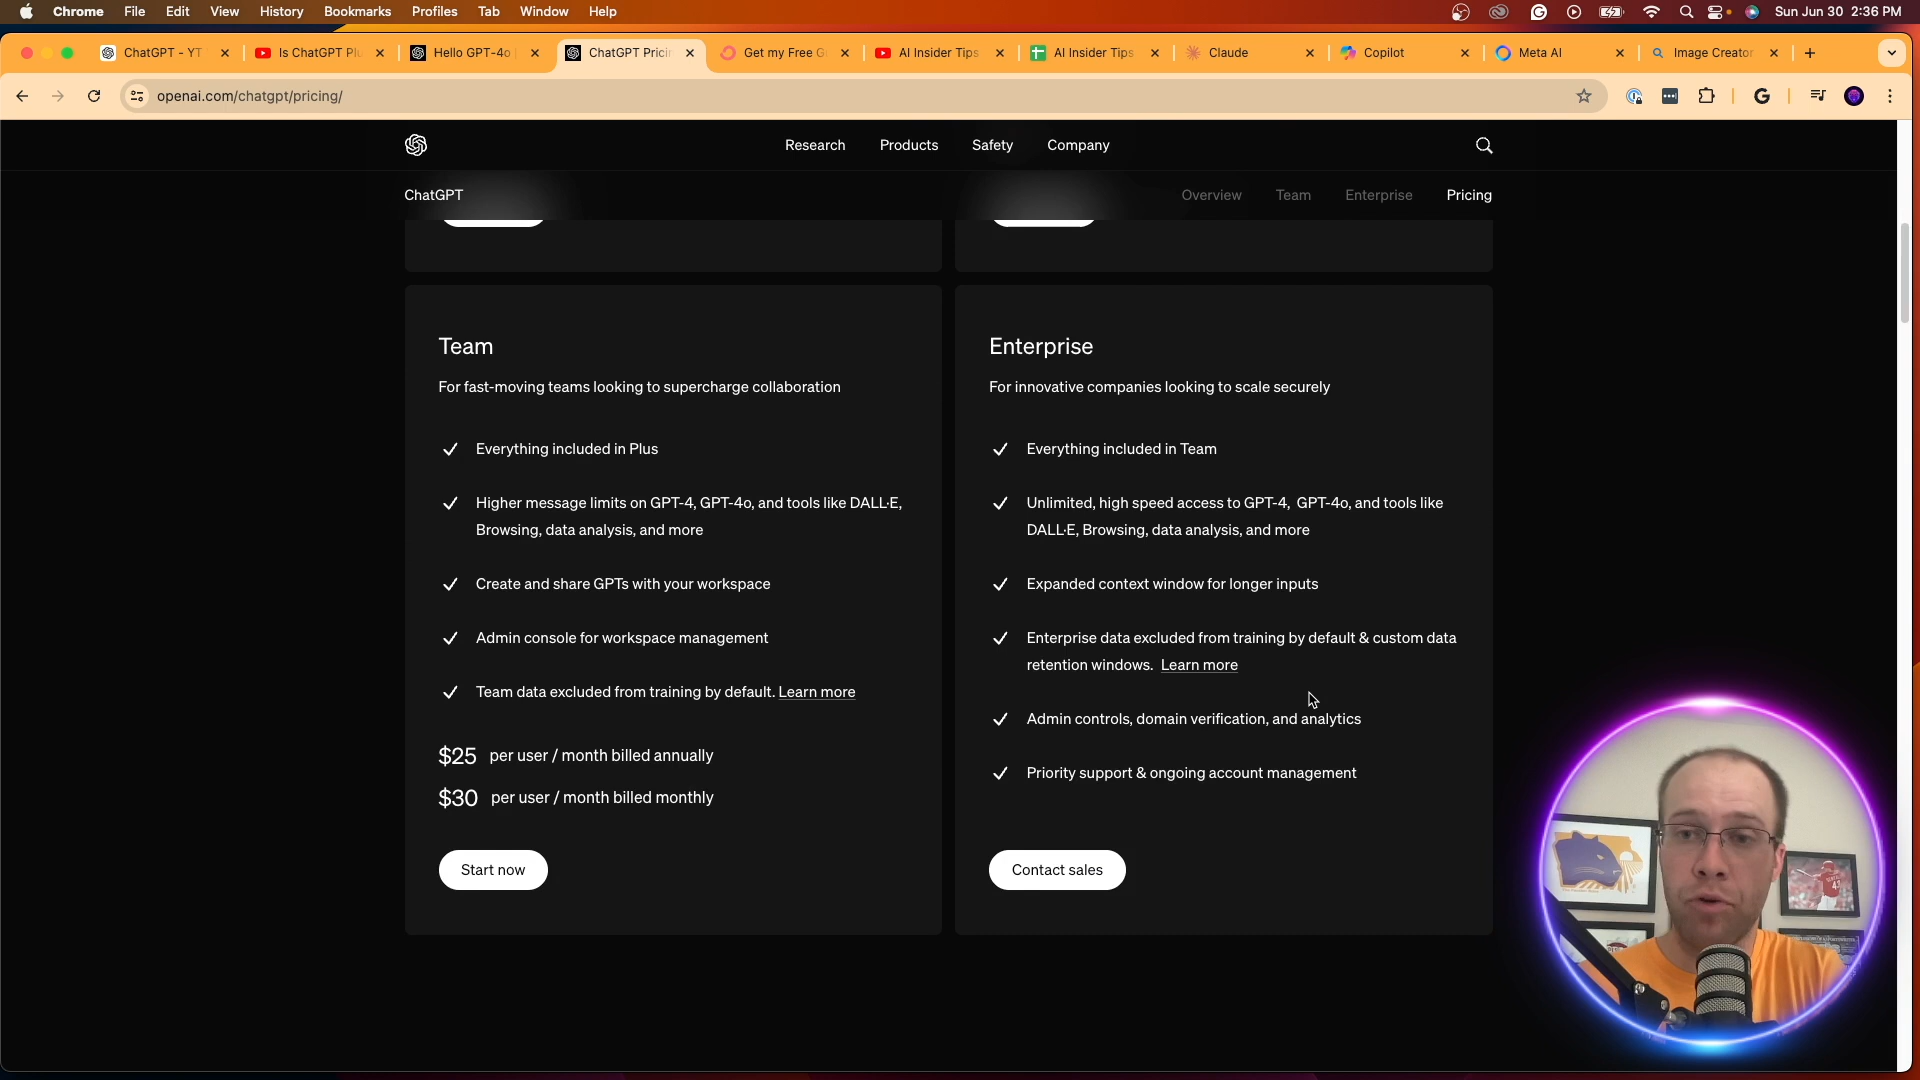 Chrome File Edit View History Bookmarks Profiles Tab Window Help Sun Jun 30 2:36 PM
ChatGPT - YT Is ChatGPT Plu Hello GPT-4o ChatGPT Pricin Get my Free G AI Insider Tips AI Insider Tips Claude Copilot Meta AI Image Creator
openai.com/chatgpt/pricing/
Research Products Safety Company
ChatGPT Overview Team Enterprise Pricing
Team
For fast-moving teams looking to supercharge collaboration
Everything included in Plus
Higher message limits on GPT-4, GPT-4o, and tools like DALL·E,
Browsing, data analysis, and more
Create and share GPTs with your workspace
Admin console for workspace management
Team data excluded from training by default. Learn more
$25 per user / month billed annually
$30 per user / month billed monthly
Start now
Enterprise
For innovative companies looking to scale securely
Everything included in Team
Unlimited, high speed access to GPT-4, GPT-4o, and tools like
DALL·E, Browsing, data analysis, and more
Expanded context window for longer inputs
Enterprise data excluded from training by default & custom data
retention windows. Learn more
Admin controls, domain verification, and analytics
Priority support & ongoing account management
Contact sales